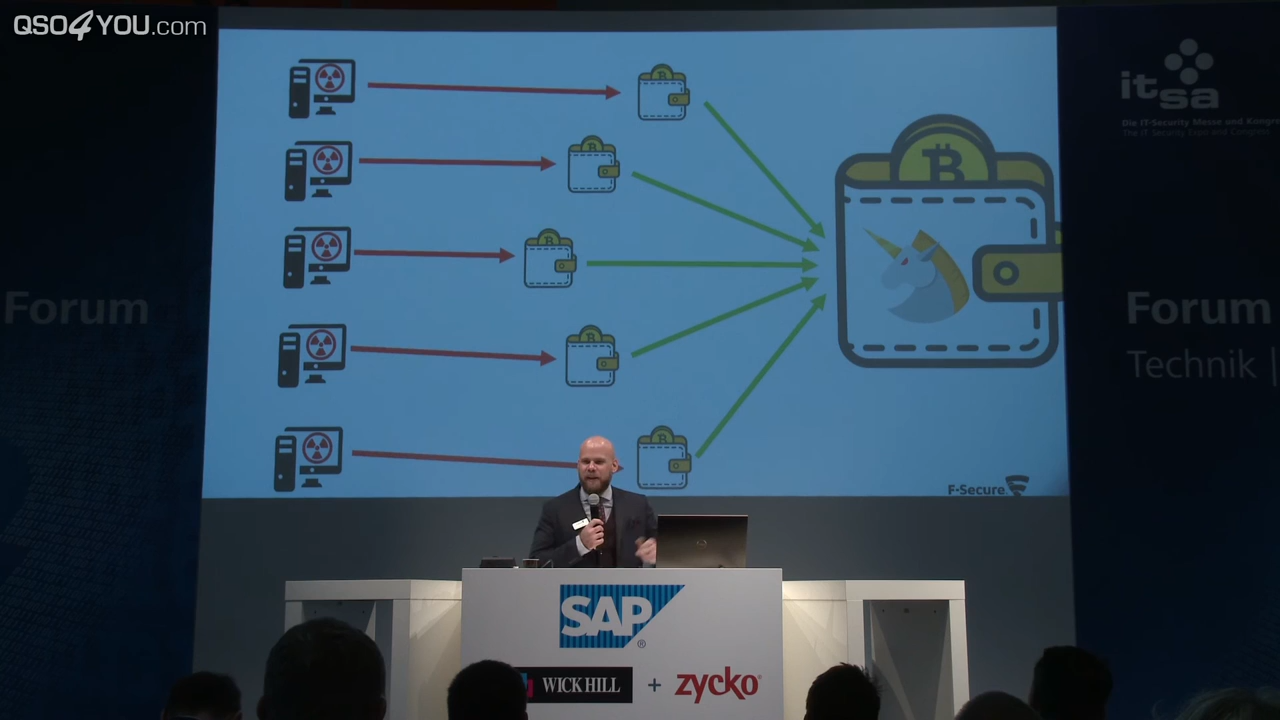 QSO4YOU.com
itsa
Die IT-Security Messe und Kongre
The IT Security Expo and Congress
Forum
Forum
Technik |
F-Secure
SAP®
WICK HILL + zycko®